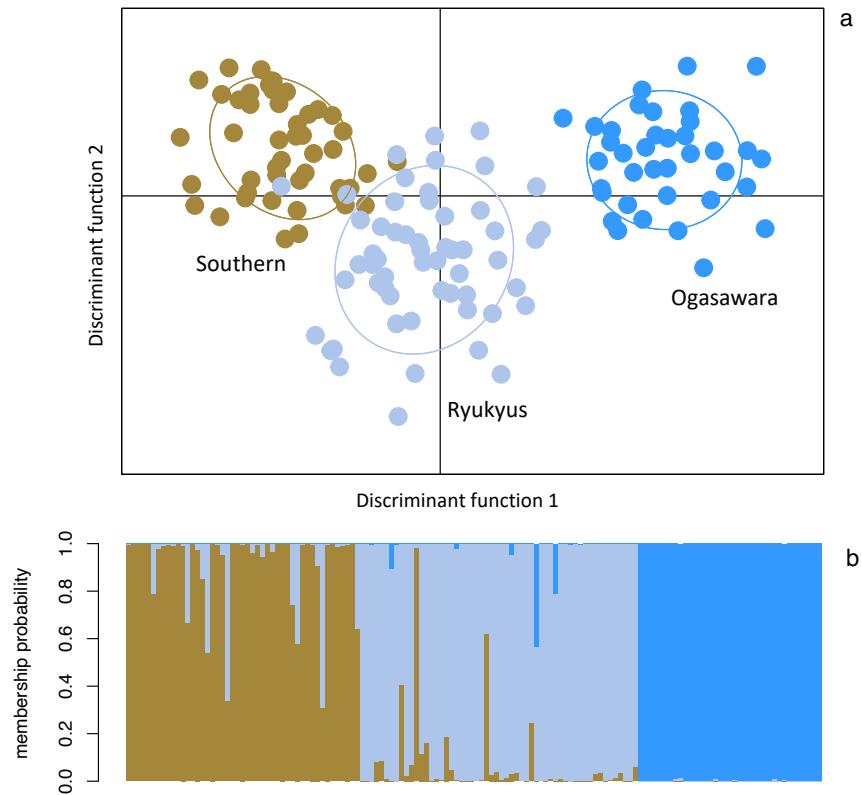 a
Discriminant function 2
Southern
Ogasawara
Ryukyus
Discriminant function 1
b
membership probability
1.0
0.8
0.6
0.4
0.2
0.0